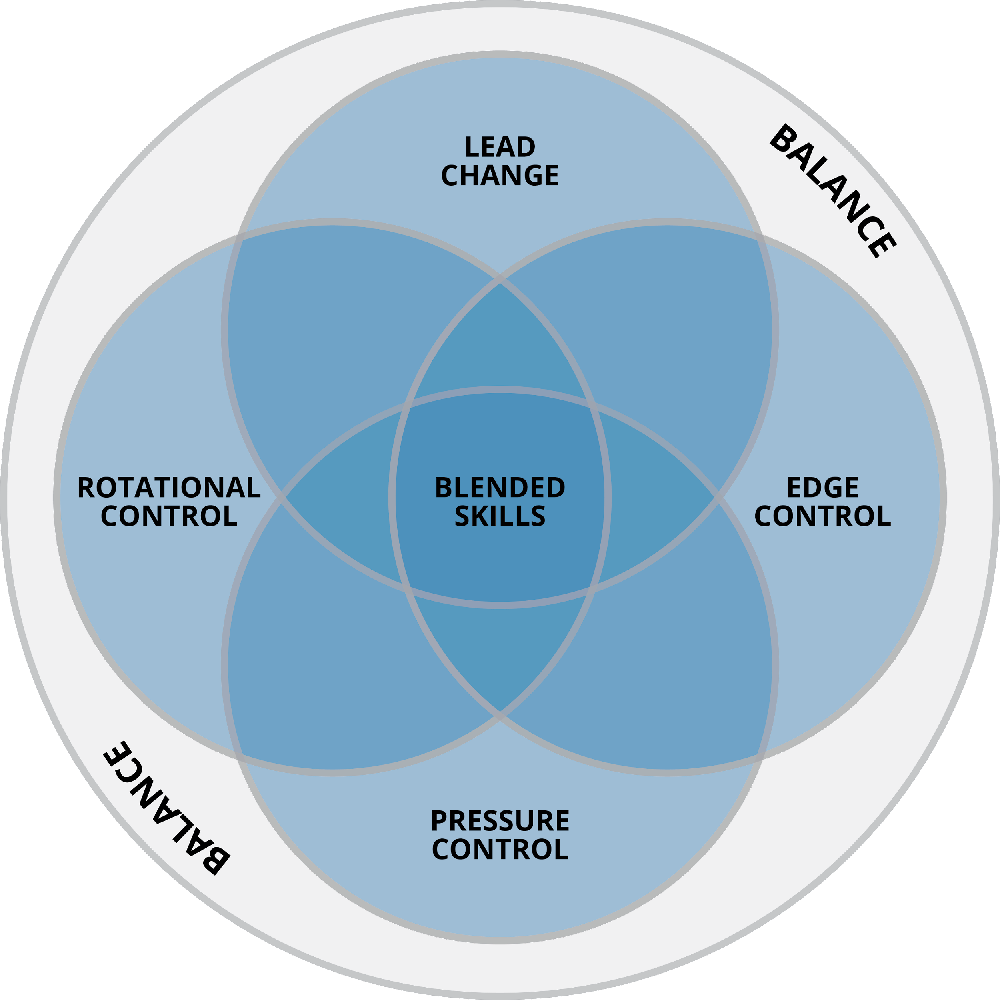 LEAD
CHANGE
BALANCE
ROTATIONAL
CONTROL
BLENDED
SKILLS
EDGE
CONTROL
BALANCE
PRESSURE
CONTROL